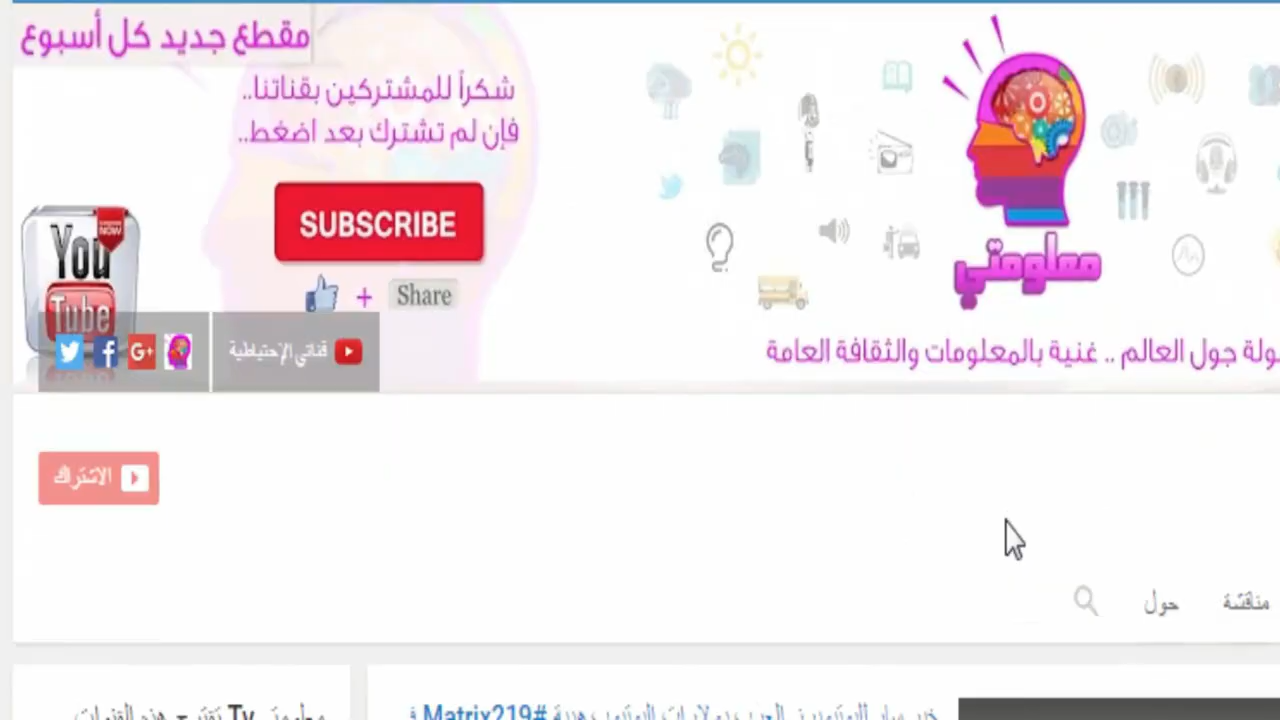 مقطع جديد كل أسبوع
شكراً للمشتركين بقناتنا..
فإن لم تشترك بعد اضغط..
SUBSCRIBE
You
Tube
NOW
+ Share
معلومتي
جول العالم .. غنية بالمعلومات والثقافة العامة
قناتي الإحتياطية
الاشتراك
مناقشة
حول
#Matrix219
Tv